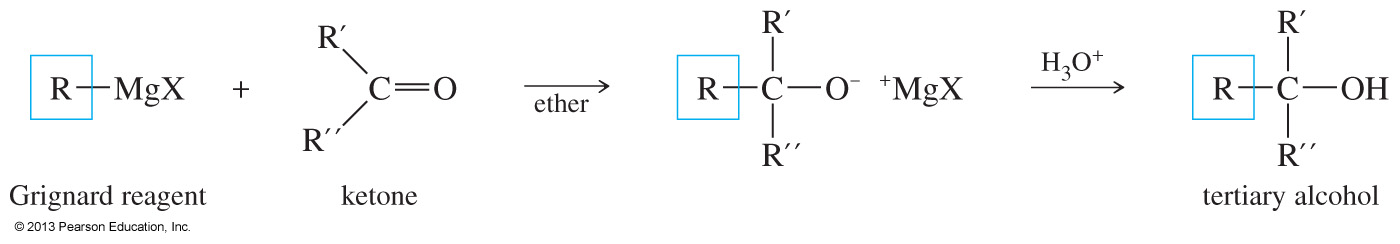 R′ R′ R′
R—MgX + C=O ether R—C—O⁻ ⁺MgX H₃O⁺ R—C—OH
R′′ R′′ R′′
Grignard reagent ketone tertiary alcohol
© 2013 Pearson Education, Inc.